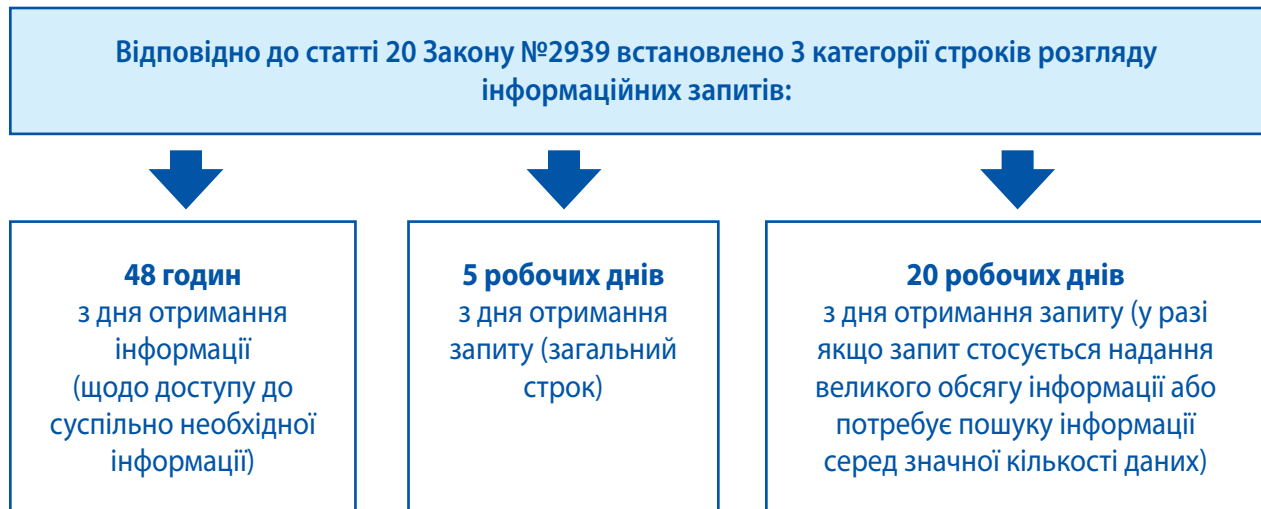 Відповідно до статті 20 Закону №2939 встановлено 3 категорії строків розгляду
інформаційних запитів:
48 годин
з дня отримання
інформації
(щодо доступу до
суспільно необхідної
інформації)
5 робочих днів
з дня отримання
запиту (загальний
строк)
20 робочих днів
з дня отримання запиту (у разі
якщо запит стосується надання
великого обсягу інформації або
потребує пошуку інформації
серед значної кількості даних)